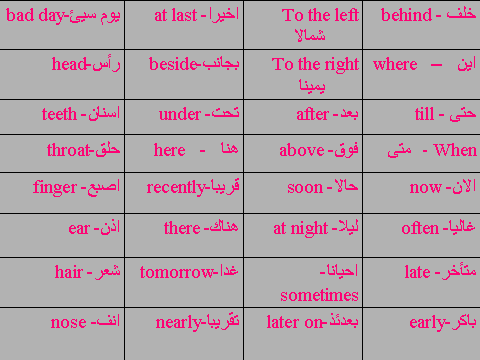 bad day-يوم سيئ
at last -اخيرا
To the left
شمالا
behind - خلف
head-رأس
beside-بجانب
To the right
يمينا
where – اين
teeth -اسنان
under -تحت
after -بعد
till - حتى
throat-حلق
here - هنا
above -فوق
When - متى
finger -اصبع
recently-قريبا
soon -حالا
now -الان
ear -اذن
there -هناك
at night -ليلا
often -غاليا
hair -شعر
tomorrow-غدا
احيانا-
sometimes
late -متأخر
nose -انف
nearly-تقريبا
later on-بعدئذ
early-باكر